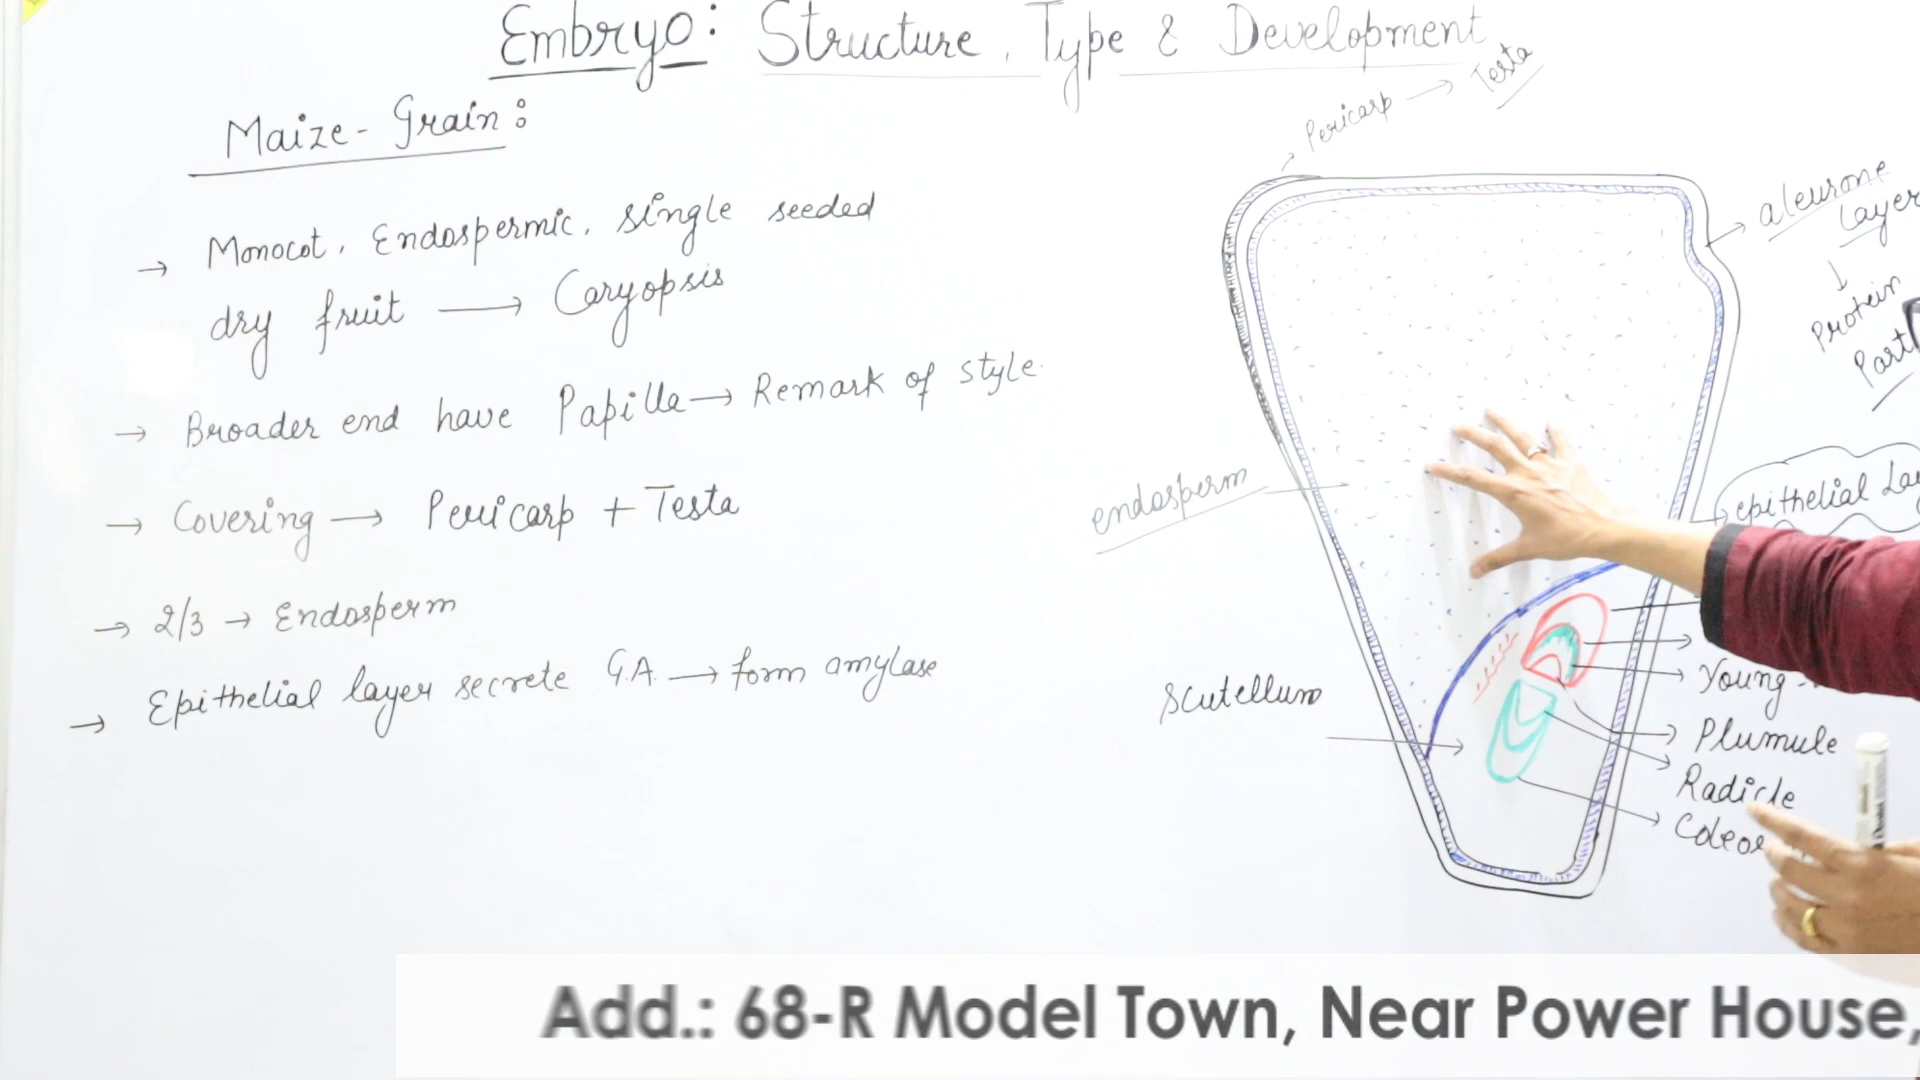 Embryo: Structure, Type & Development
Maize-Grain:
→ Monocot, Endospermic, single seeded
dry fruit → Caryopsis
→ Broader end have Papilla → Remark of style.
→ Covering → Pericarp + Testa
→ 2/3 → Endosperm
→ Epithelial layer secrete G.A. → form amylase
Pericarp → Testa
aleurone
Layer
↓
Protein
Part
endosperm
epithelial
Scutellum
Young
Plumule
Radicle
Add.: 68-R Model Town, Near Power House,